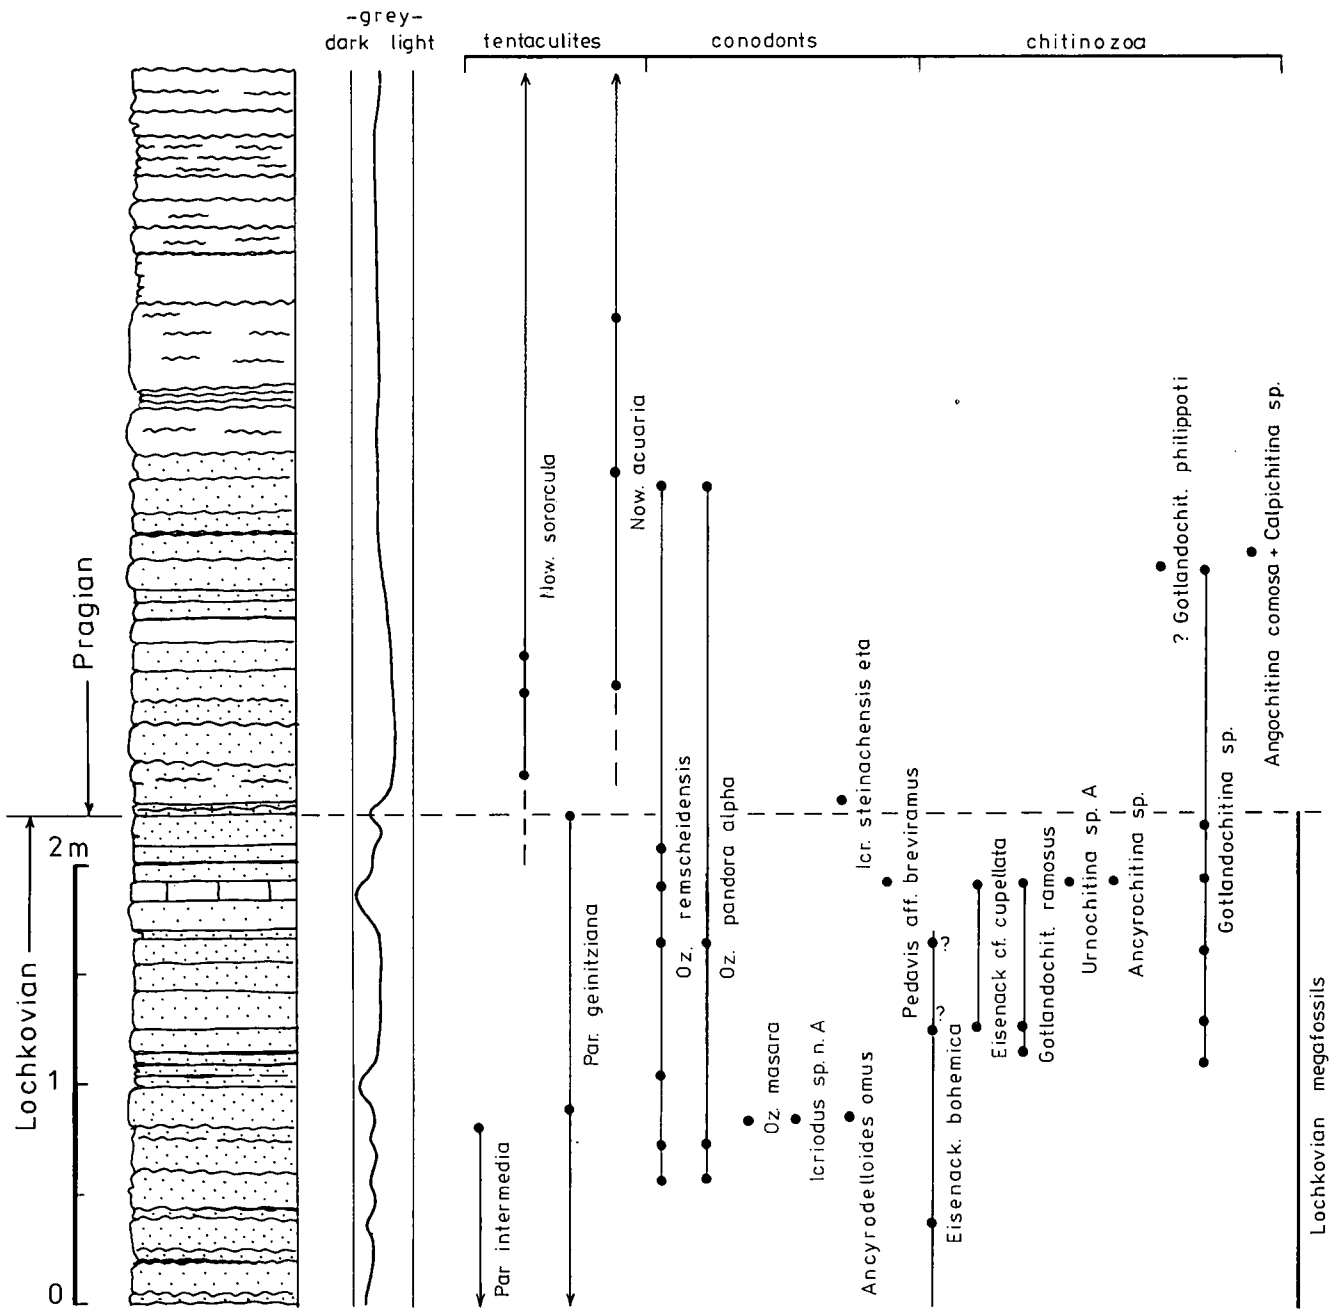 -grey-
dark light
tentaculites
conodonts
chitinozoa
Pragian
Lochkovian
2 m
1
0
Par intermedia
Now. sororcula
Par. geinitziana
Now. acuaria
Oz. remscheidensis
Oz. pandora alpha
Oz. masara
Icriodus sp. n. A
Ancyrodelloides omus
Icr. steinachensis eta
Pedavis aff. breviramus
?
?
Eisenack. bohemica
Eisenack cf. cupellata
Gotlandochit. ramosus
Urnochitina sp. A
Ancyrochitina sp.
? Gotlandochit. philippoti
Gotlandochitina sp.
Angochitina comosa + Calpichitina sp.
Lochkovian megafossils